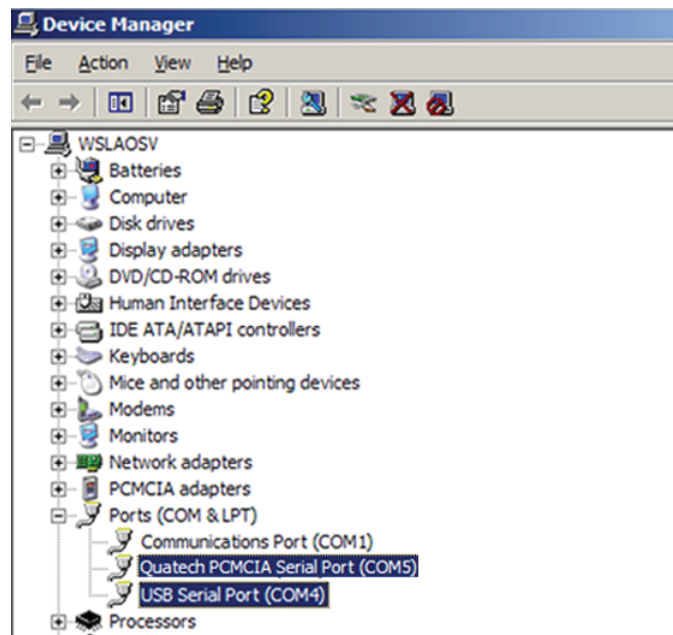 Device Manager
File Action View Help
WSLAOSV
Batteries
Computer
Disk drives
Display adapters
DVD/CD-ROM drives
Human Interface Devices
IDE ATA/ATAPI controllers
Keyboards
Mice and other pointing devices
Modems
Monitors
Network adapters
PCMCIA adapters
Ports (COM & LPT)
Communications Port (COM1)
Quatech PCMCIA Serial Port (COM5)
USB Serial Port (COM4)
Processors